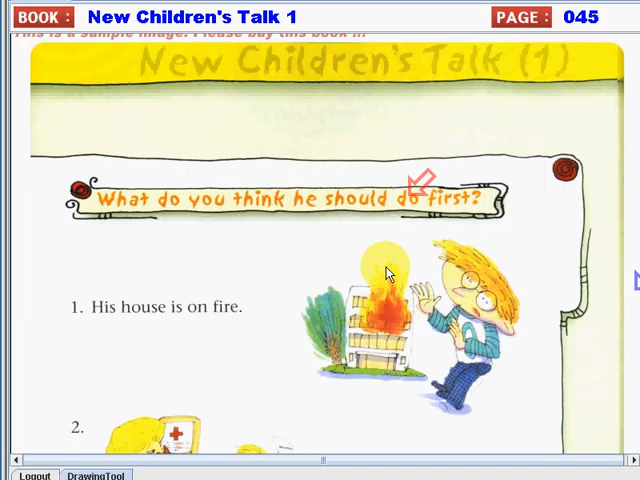 BOOK : New Children's Talk 1 PAGE : 045
This is a sample image. Please buy this book !!!
New Children's Talk (1)
What do you think he should do first?
1. His house is on fire.
2.
Logout DrawingTool